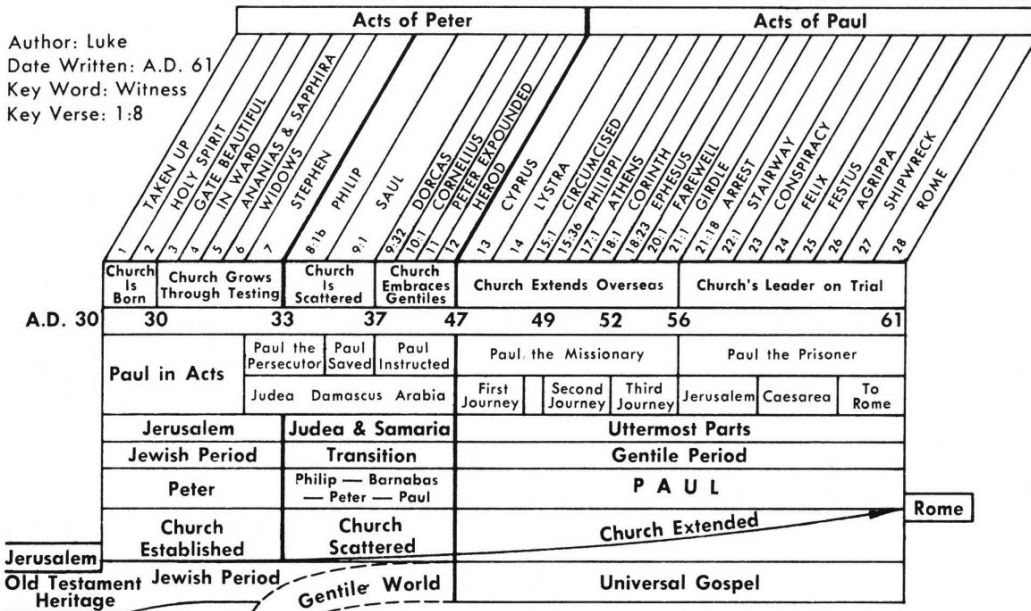 Acts of Peter
Acts of Paul
Author: Luke
Date Written: A.D. 61
Key Word: Witness
Key Verse: 1:8
TAKEN UP
HOLY SPIRIT
GATE BEAUTIFUL
IN WARD
ANANIAS & SAPPHIRA
WIDOWS
STEPHEN
PHILIP
SAUL
DORCAS
CORNELIUS
PETER EXPOUNDED
HEROD
CYPRUS
LYSTRA
CIRCUMCISED
PHILIPPI
ATHENS
CORINTH
EPHESUS
FAREWELL
GIRDLE
ARREST
STAIRWAY
CONSPIRACY
FELIX
FESTUS
AGRIPPA
SHIPWRECK
ROME
1 2 3 4 5 6 7 8:1b 9:1 9:32 10:1 11 12 13 14 15:1 15:36 17:1 18:1 18:23 20:1 21:1 21:18 22:1 23 24 25 26 27 28
Church
Is
Born
Church Grows
Through Testing
Church
Is
Scattered
Church
Embraces
Gentiles
Church Extends Overseas
Church's Leader on Trial
A.D. 30 30 33 37 47 49 52 56 61
Paul in Acts
Paul the
Persecutor
Paul
Saved
Paul
Instructed
Paul the Missionary
Paul the Prisoner
Judea Damascus Arabia
First
Journey
Second
Journey
Third
Journey
Jerusalem
Caesarea
To
Rome
Jerusalem
Judea & Samaria
Uttermost Parts
Jewish Period
Transition
Gentile Period
Peter
Philip — Barnabas
— Peter — Paul
PAUL
Church
Established
Church
Scattered
Church Extended
Rome
Jerusalem
Old Testament
Heritage
Jewish Period
Gentile World
Universal Gospel